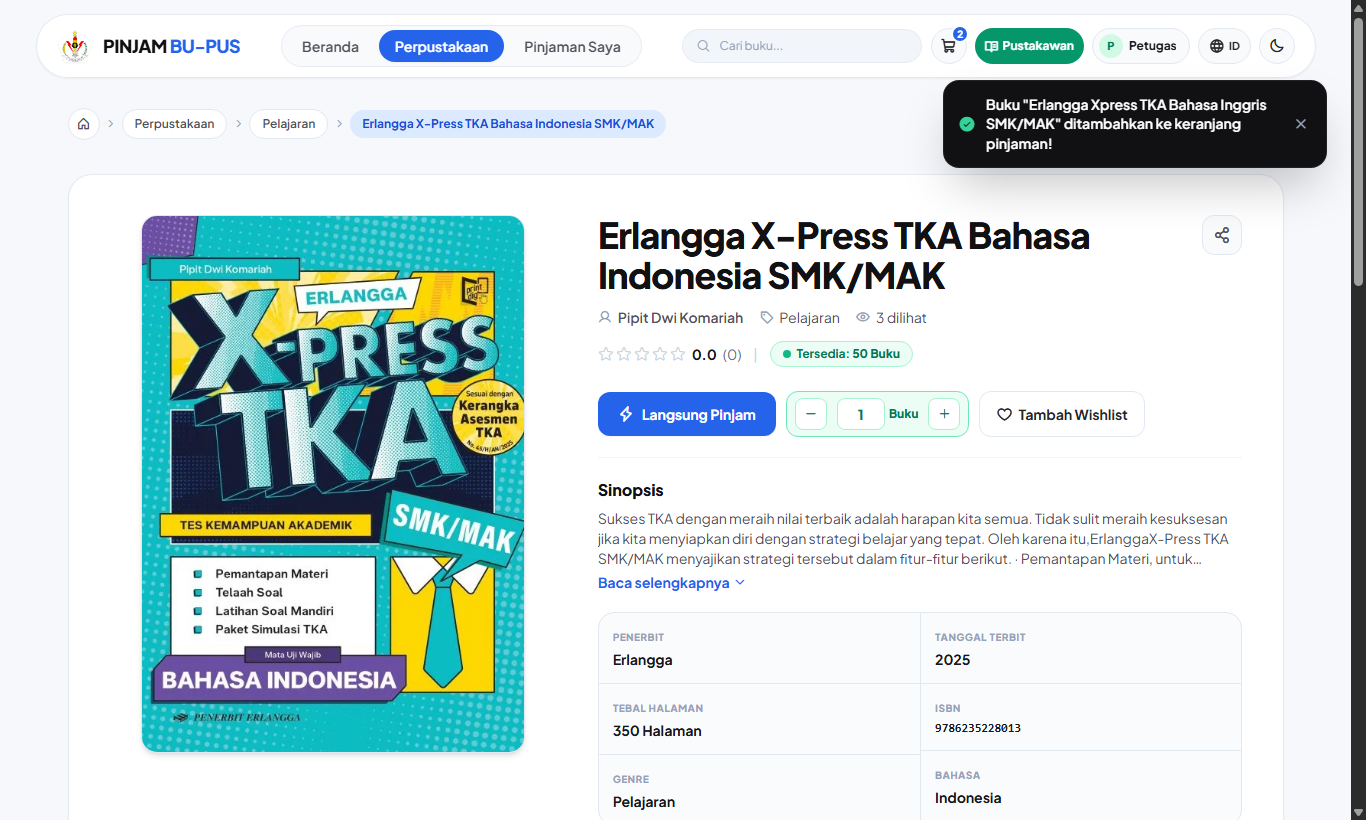 PINJAM BU-PUS
Beranda
Perpustakaan
Pinjaman Saya
Cari buku...
2
Pustakawan
P
Petugas
ID
Perpustakaan
Pelajaran
Erlangga X-Press TKA Bahasa Indonesia SMK/MAK
Buku "Erlangga Xpress TKA Bahasa Inggris
SMK/MAK" ditambahkan ke keranjang
pinjaman!
Pipit Dwi Komariah
ERLANGGA
print
digi
X-PRESS
TKA
Sesuai dengan
Kerangka
Asesmen
TKA
SMK/MAK
TES KEMAMPUAN AKADEMIK
Pemantapan Materi
Telaah Soal
Latihan Soal Mandiri
Paket Simulasi TKA
Mata Uji Wajib
BAHASA INDONESIA
PENERBIT ERLANGGA
Erlangga X-Press TKA Bahasa
Indonesia SMK/MAK
Pipit Dwi Komariah
Pelajaran
3 dilihat
0.0 (0)
Tersedia: 50 Buku
Langsung Pinjam
− 1 Buku +
Tambah Wishlist
Sinopsis
Sukses TKA dengan meraih nilai terbaik adalah harapan kita semua. Tidak sulit meraih kesuksesan
jika kita menyiapkan diri dengan strategi belajar yang tepat. Oleh karena itu,ErlanggaX-Press TKA
SMK/MAK menyajikan strategi tersebut dalam fitur-fitur berikut. · Pemantapan Materi, untuk...
Baca selengkapnya
PENERBIT
Erlangga
TANGGAL TERBIT
2025
TEBAL HALAMAN
350 Halaman
ISBN
9786235228013
GENRE
Pelajaran
BAHASA
Indonesia